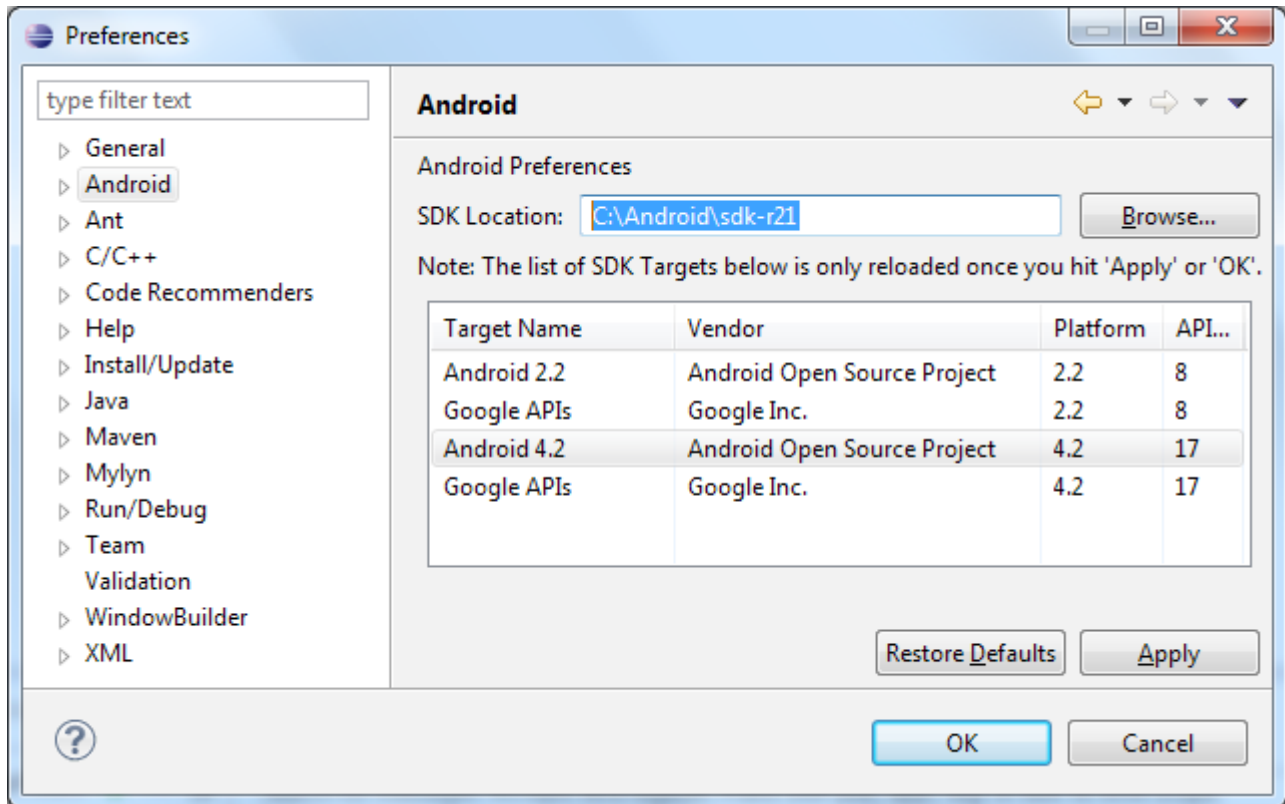 Preferences
type filter text
General
Android
Ant
C/C++
Code Recommenders
Help
Install/Update
Java
Maven
Mylyn
Run/Debug
Team
Validation
WindowBuilder
XML
Android
Android Preferences
SDK Location: C:\Android\sdk-r21 Browse...
Note: The list of SDK Targets below is only reloaded once you hit 'Apply' or 'OK'.
Target Name Vendor Platform API...
Android 2.2 Android Open Source Project 2.2 8
Google APIs Google Inc. 2.2 8
Android 4.2 Android Open Source Project 4.2 17
Google APIs Google Inc. 4.2 17
Restore Defaults Apply
OK Cancel